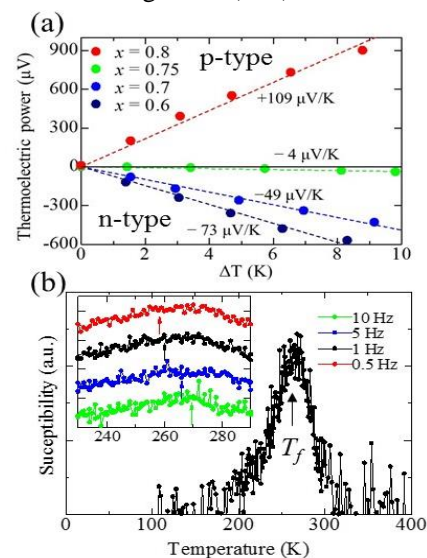 (a)
900
600
300
0
-300
-600
Thermoelectric power (μV)
x = 0.8
x = 0.75
x = 0.7
x = 0.6
p-type
+109 μV/K
− 4 μV/K
−49 μV/K
− 73 μV/K
n-type
0 2 4 6 8 10
ΔT (K)
(b)
Suceptibility (a.u.)
10 Hz
5 Hz
1 Hz
0.5 Hz
240 260 280
T_f
0 100 200 300 400
Temperature (K)